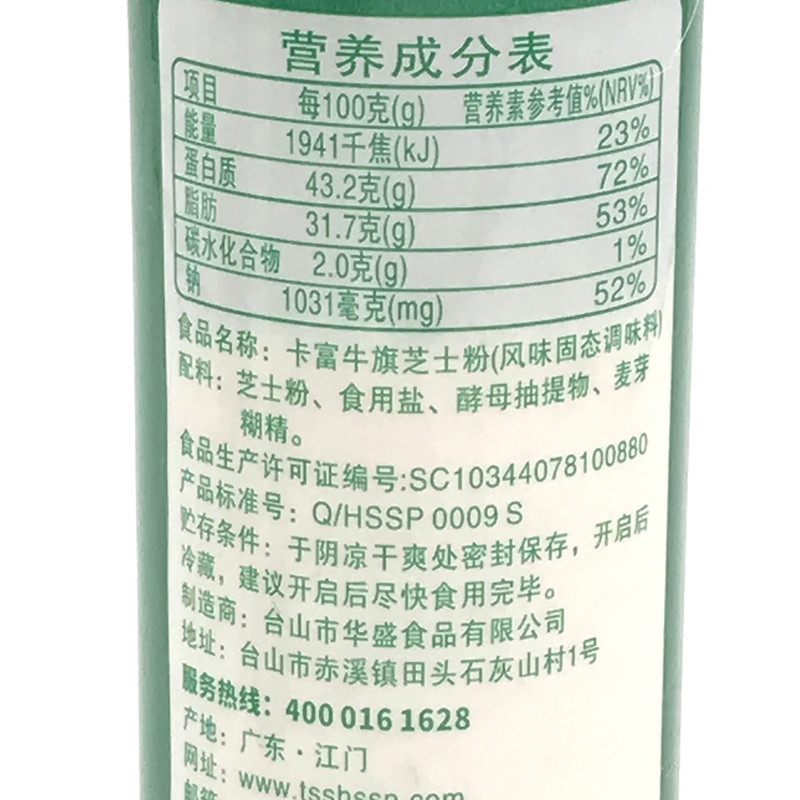 营养成分表
项目 每100克(g) 营养素参考值%(NRV%)
能量 1941千焦(kJ) 23%
蛋白质 43.2克(g) 72%
脂肪 31.7克(g) 53%
碳水化合物 2.0克(g) 1%
钠 1031毫克(mg) 52%
食品名称：卡富牛旗芝士粉(风味固态调味料)
配料：芝士粉、食用盐、酵母抽提物、麦芽
糊精。
食品生产许可证编号:SC10344078100880
产品标准号：Q/HSSP 0009 S
贮存条件：于阴凉干爽处密封保存，开启后
冷藏，建议开启后尽快食用完毕。
制造商：台山市华盛食品有限公司
地址：台山市赤溪镇田头石灰山村1号
服务热线：400 016 1628
产地：广东·江门
网址：www.tsshssp.com
邮箱